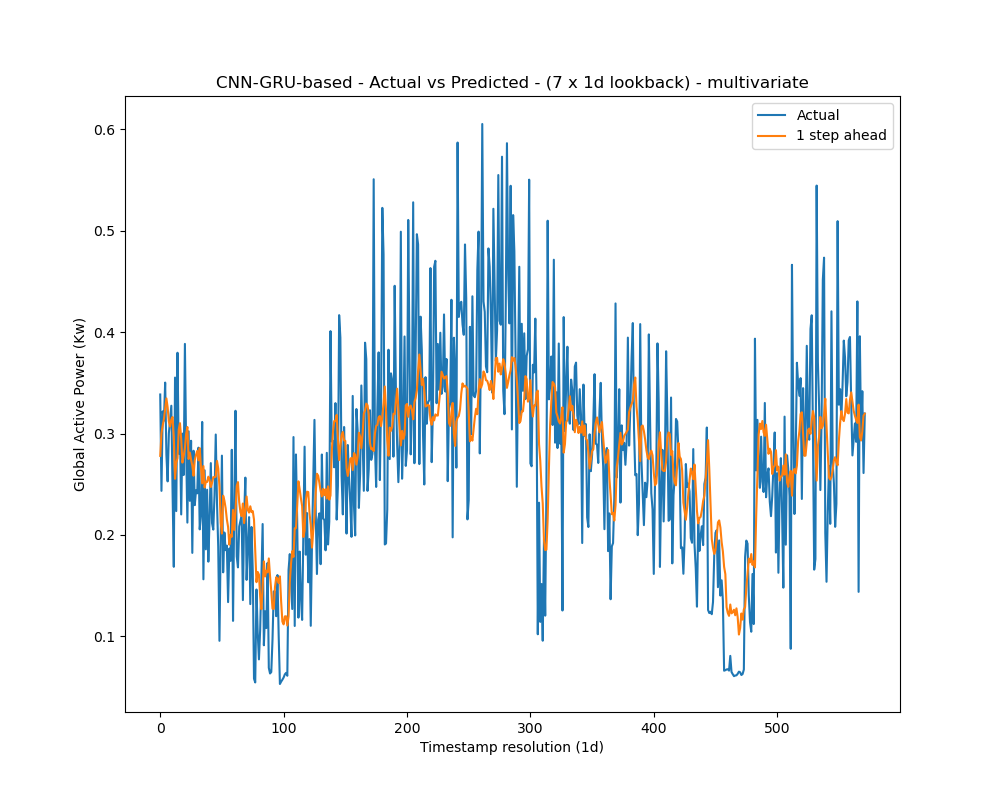 CNN-GRU-based - Actual vs Predicted - (7 x 1d lookback) - multivariate
Actual
1 step ahead
0.6
0.5
0.4
0.3
0.2
0.1
Global Active Power (Kw)
0
100
200
300
400
500
Timestamp resolution (1d)